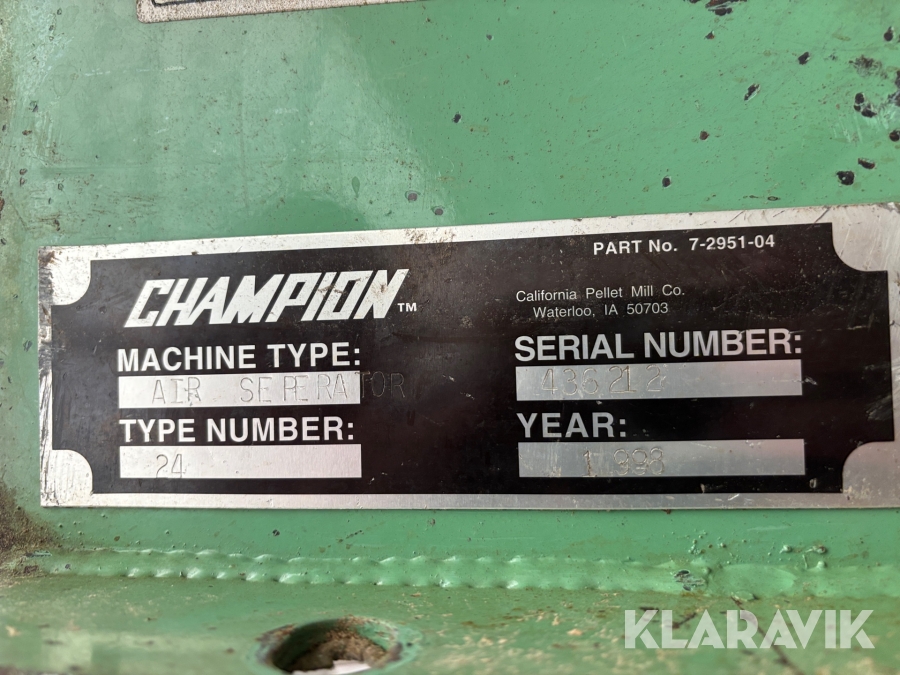 PART No. 7-2951-04
CHAMPION™
California Pellet Mill Co.
Waterloo, IA 50703
MACHINE TYPE:
AIR SEPERATOR
SERIAL NUMBER:
436212
TYPE NUMBER:
24
YEAR:
1998
KLARAVIK